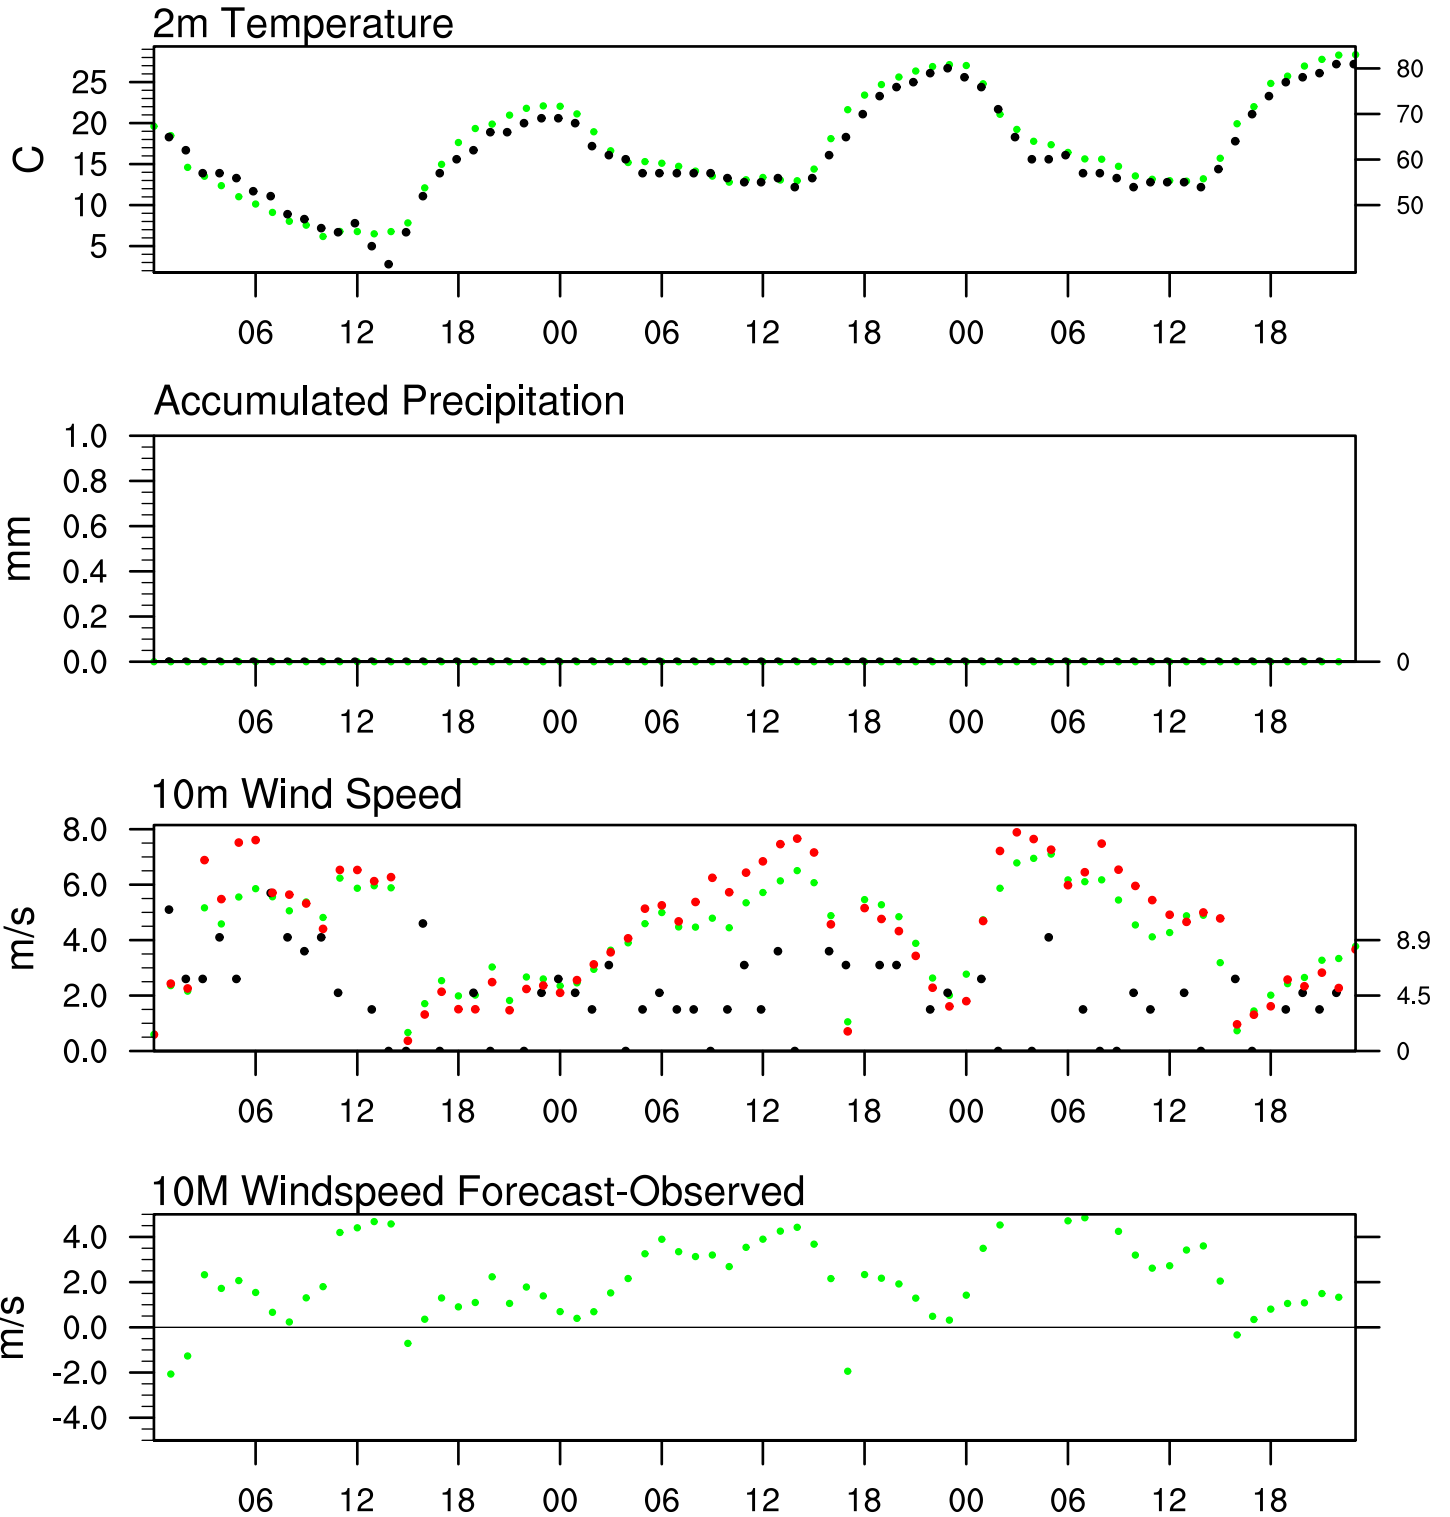 2m Temperature
C
25
20
15
10
5
80
70
60
50
06 12 18 00 06 12 18 00 06 12 18
Accumulated Precipitation
mm
1.0
0.8
0.6
0.4
0.2
0.0
0
06 12 18 00 06 12 18 00 06 12 18
10m Wind Speed
m/s
8.0
6.0
4.0
2.0
0.0
8.9
4.5
0
06 12 18 00 06 12 18 00 06 12 18
10M Windspeed Forecast-Observed
m/s
4.0
2.0
0.0
-2.0
-4.0
06 12 18 00 06 12 18 00 06 12 18